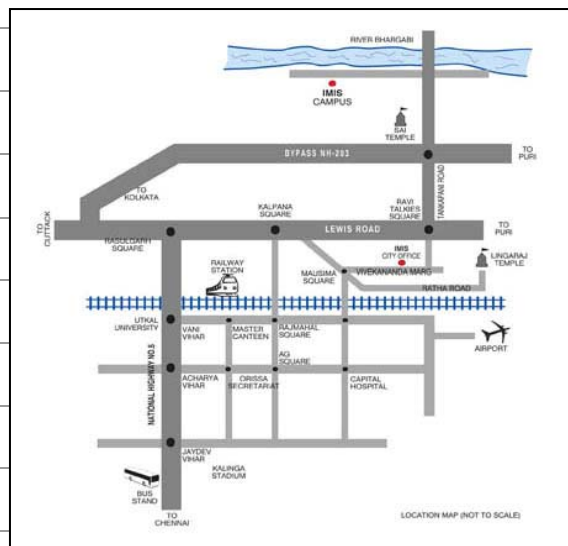 RIVER BHARGABI
IMIS
CAMPUS
SAI
TEMPLE
BYPASS NH-203
TO
PURI
TANKAPANI ROAD
TO
KOLKATA
KALPANA
SQUARE
RAVI
TALKIES
SQUARE
TO
CUTTACK
LEWIS ROAD
TO
PURI
RASULGARH
SQUARE
RAILWAY
STATION
MAUSIMA
SQUARE
IMIS
CITY OFFICE
VIVEKANANDA MARG
LINGARAJ
TEMPLE
RATHA ROAD
UTKAL
UNIVERSITY
VANI
VIHAR
MASTER
CANTEEN
RAJMAHAL
SQUARE
AIRPORT
AG
SQUARE
NATIONAL HIGHWAY NO.5
ACHARYA
VIHAR
ORISSA
SECRETARIAT
CAPITAL
HOSPITAL
JAYDEV
VIHAR
KALINGA
STADIUM
BUS
STAND
TO
CHENNAI
LOCATION MAP (NOT TO SCALE)